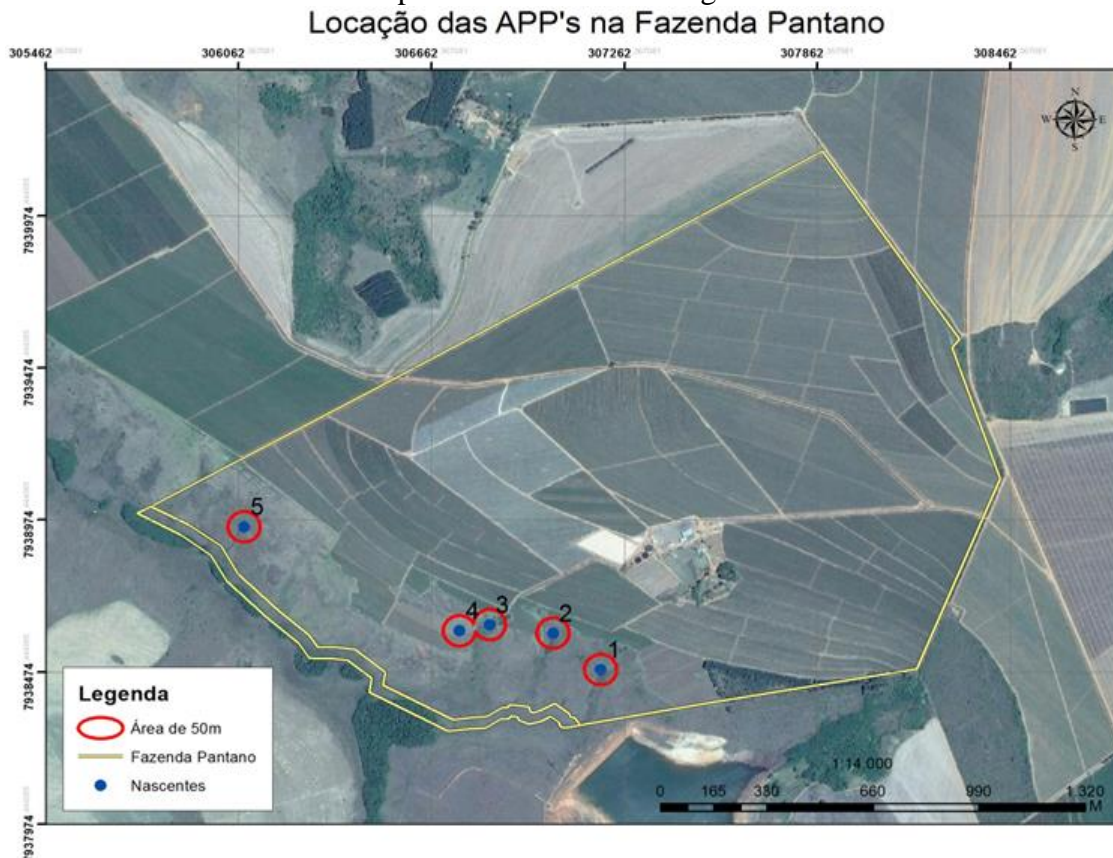 Locação das APP's na Fazenda Pantano
305462 306062 306662 307262 307862 308462
N
W E
S
7939974
7939474
7938974
7938474
7937974
5
4 3 2
1
Legenda
Área de 50m
Fazenda Pantano
Nascentes
1:14.000
0 165 330 660 990 1.320
M